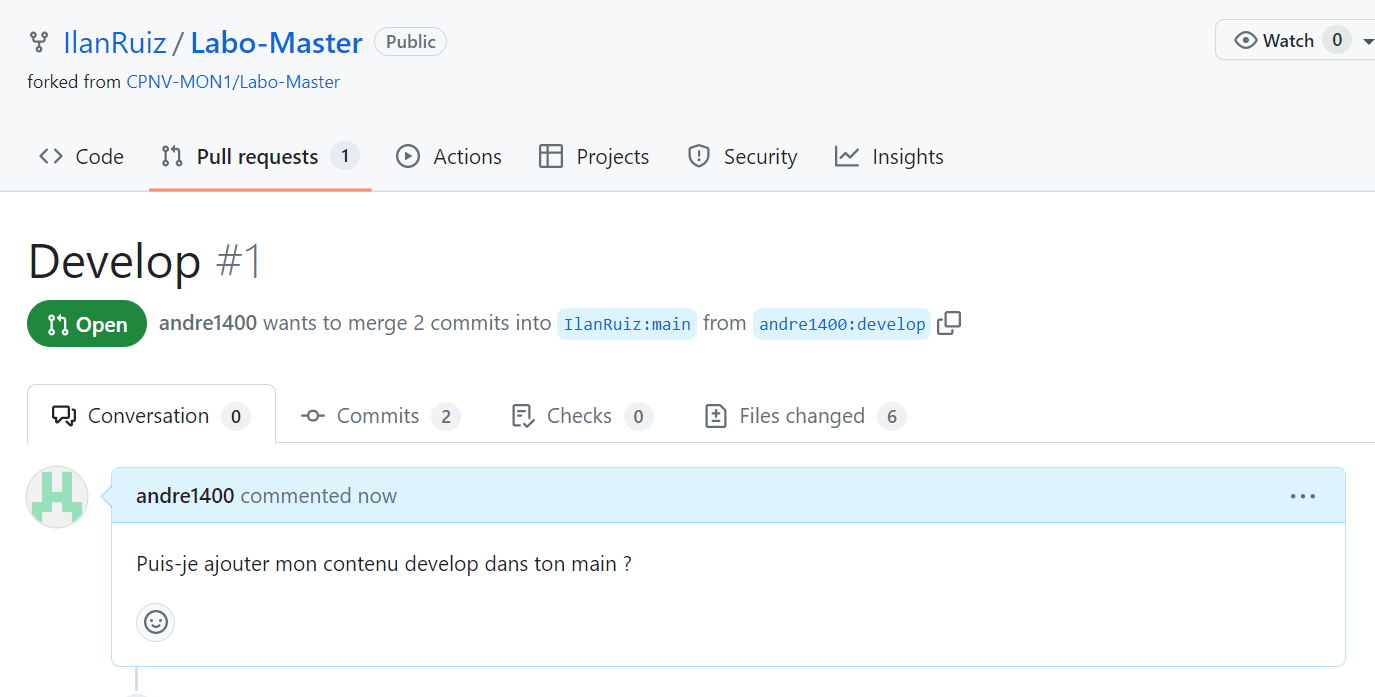 IlanRuiz / Labo-Master Public Watch 0
forked from CPNV-MON1/Labo-Master
Code Pull requests 1 Actions Projects Security Insights
Develop #1
Open andre1400 wants to merge 2 commits into IlanRuiz:main from andre1400:develop
Conversation 0 Commits 2 Checks 0 Files changed 6
andre1400 commented now
Puis-je ajouter mon contenu develop dans ton main ?